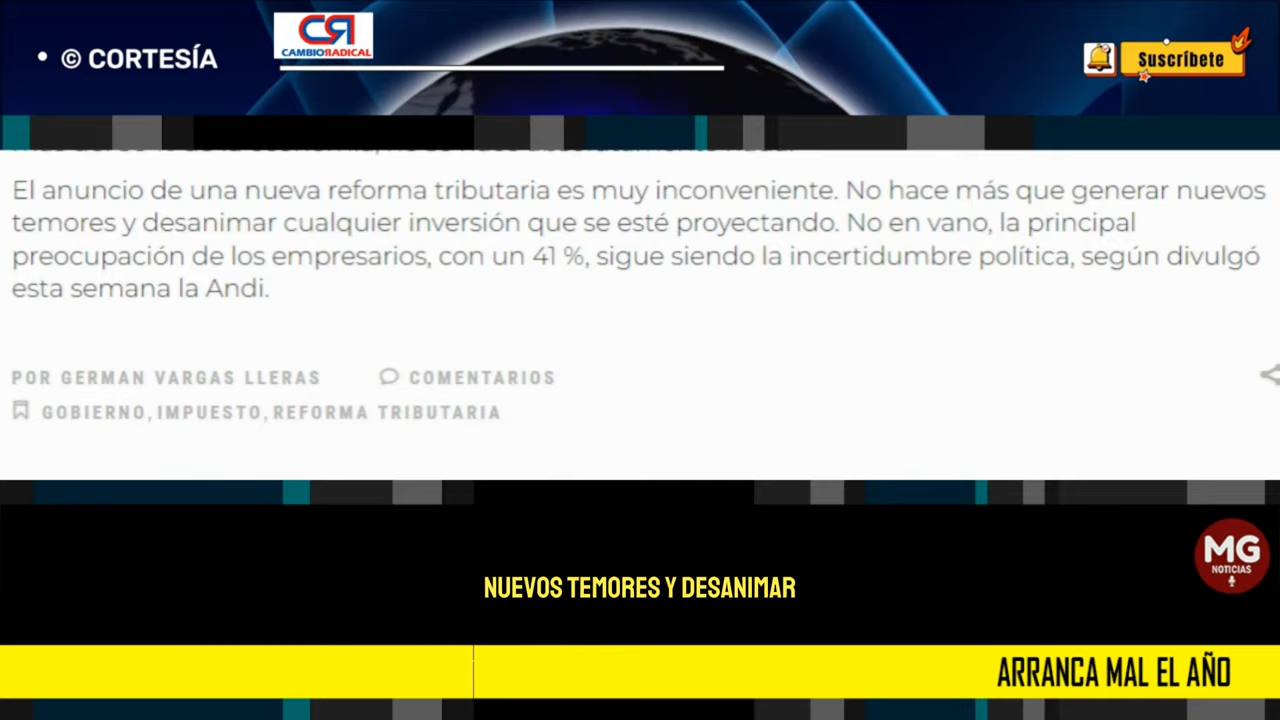 • © CORTESÍA
CR
CAMBIO RADICAL
Suscríbete
El anuncio de una nueva reforma tributaria es muy inconveniente. No hace más que generar nuevos
temores y desanimar cualquier inversión que se esté proyectando. No en vano, la principal
preocupación de los empresarios, con un 41 %, sigue siendo la incertidumbre política, según divulgó
esta semana la Andi.
POR GERMAN VARGAS LLERAS
COMENTARIOS
GOBIERNO, IMPUESTO, REFORMA TRIBUTARIA
MG
NOTICIAS
NUEVOS TEMORES Y DESANIMAR
ARRANCA MAL EL AÑO